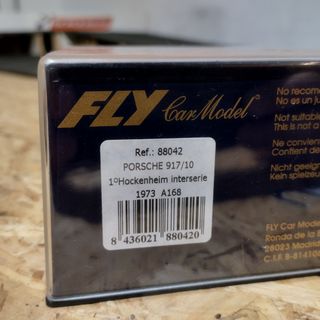 FLY Car Model
Ref.: 88042
PORSCHE 917/10
1ºHockenheim interserie
1973 A168
8 436021 880420
No recome
No es un ju
Not suitable
This is not a
Ne convien
Contient de
Nicht geeign
Kein spielzeu
FLY Car Mode
Ronda de la
28023 Madrid
C.I.F. B-814106